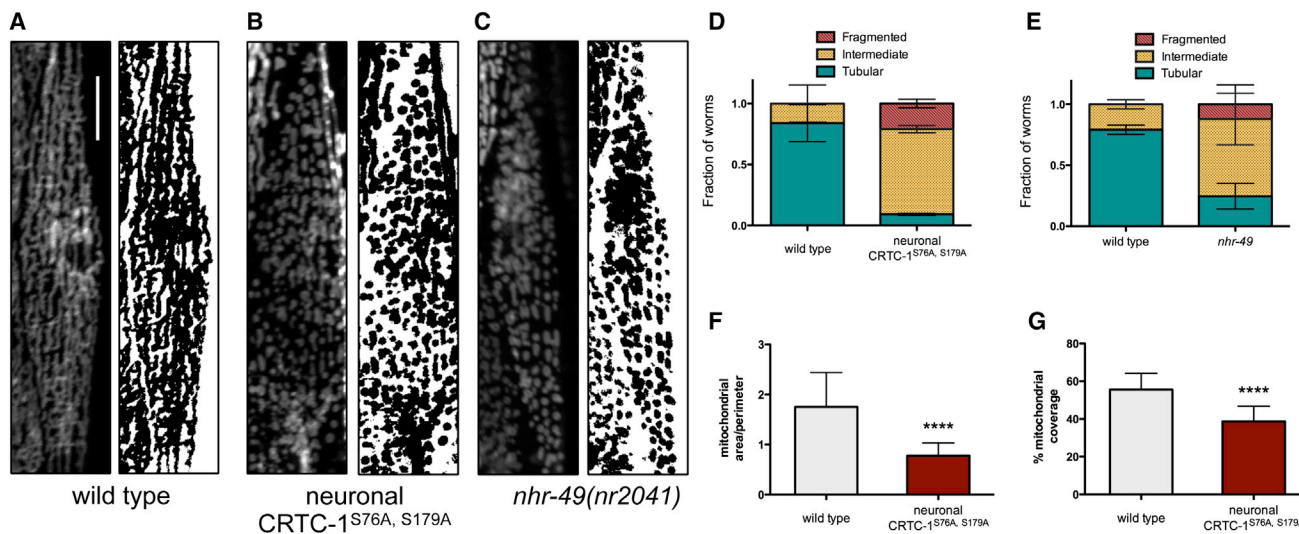 A
B
C
wild type
neuronal
CRTC-1S76A, S179A
nhr-49(nr2041)
D
Fragmented
Intermediate
Tubular
Fraction of worms
1.0
0.5
0.0
wild type
neuronal
CRTC-1S76A, S179A
E
Fragmented
Intermediate
Tubular
Fraction of worms
1.0
0.5
0.0
wild type
nhr-49
F
mitochondrial
area/perimeter
3
2
1
0
****
wild type
neuronal
CRTC-1S76A, S179A
G
% mitochondrial
coverage
80
60
40
20
0
****
wild type
neuronal
CRTC-1S76A, S179A